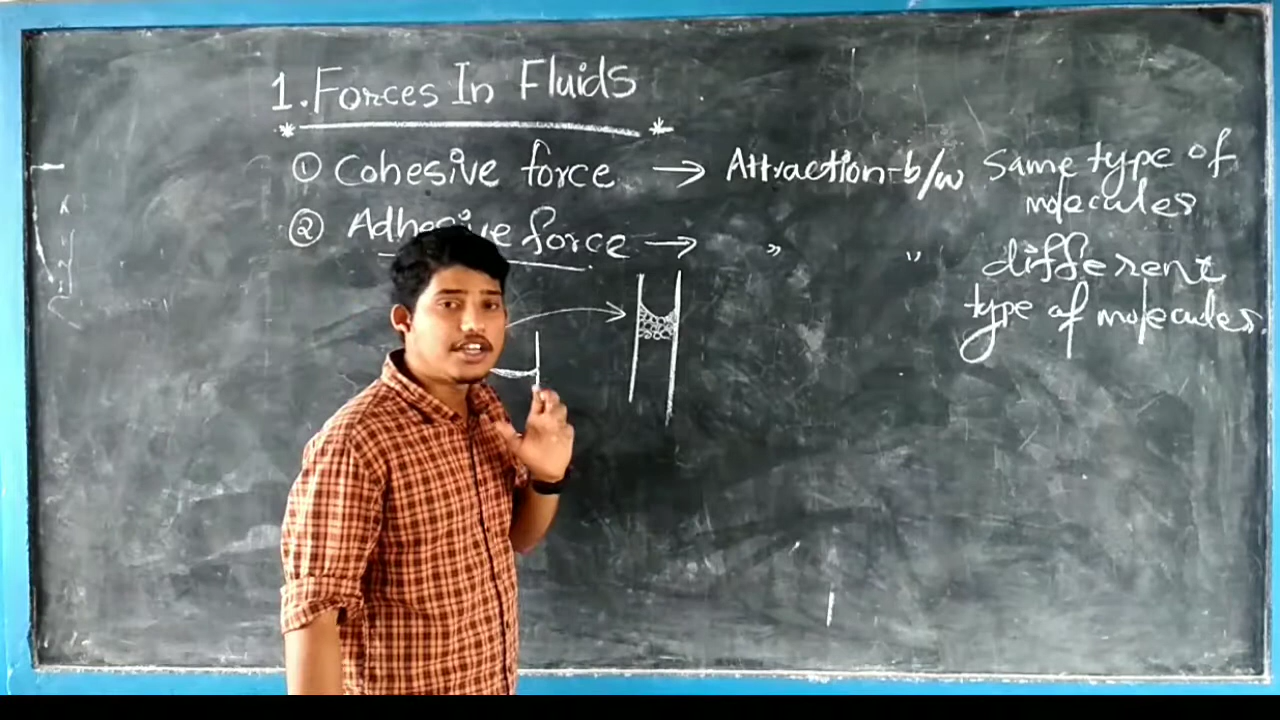 1. Forces In Fluids
① Cohesive force → Attraction b/w Same type of
molecules
② Adhesive force → " " different
type of molecules.